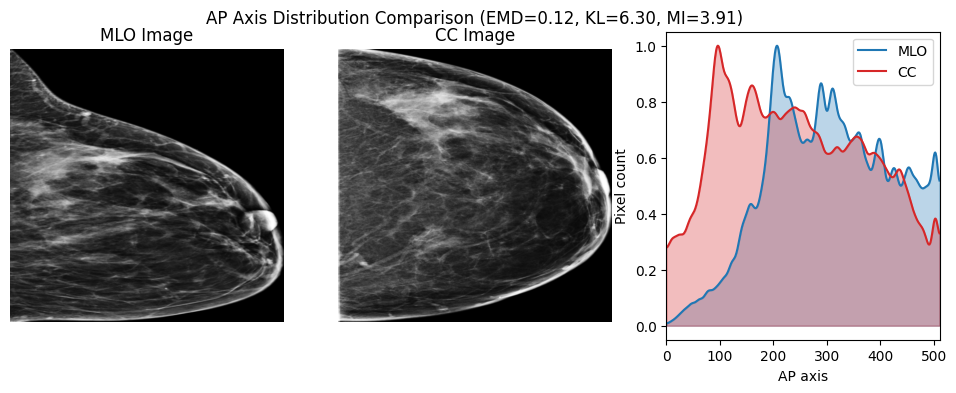 AP Axis Distribution Comparison (EMD=0.12, KL=6.30, MI=3.91)
MLO Image
CC Image
MLO
CC
Pixel count
1.0
0.8
0.6
0.4
0.2
0.0
0 100 200 300 400 500
AP axis